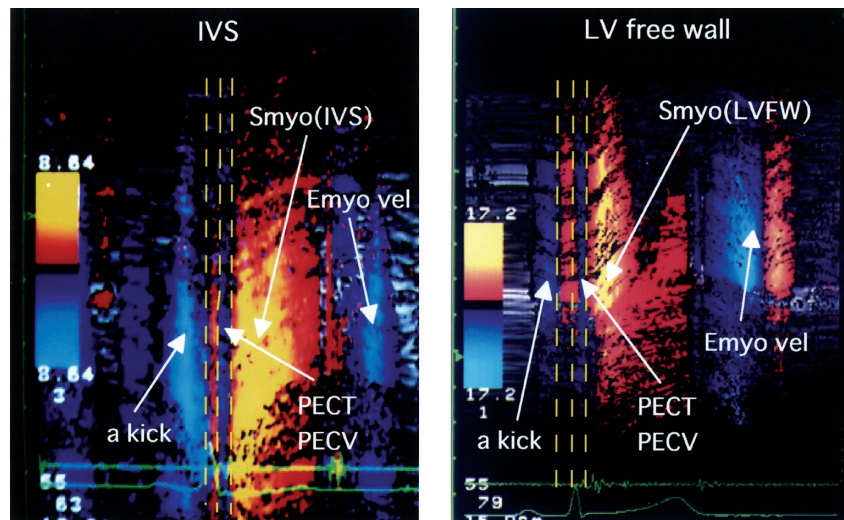 IVS
Smyo(IVS)
8.64
Emyo vel
8.64
3
a kick
PECT
PECV
55
63
LV free wall
Smyo(LVFW)
17.2
Emyo vel
17.2
1
a kick
PECT
PECV
55
79